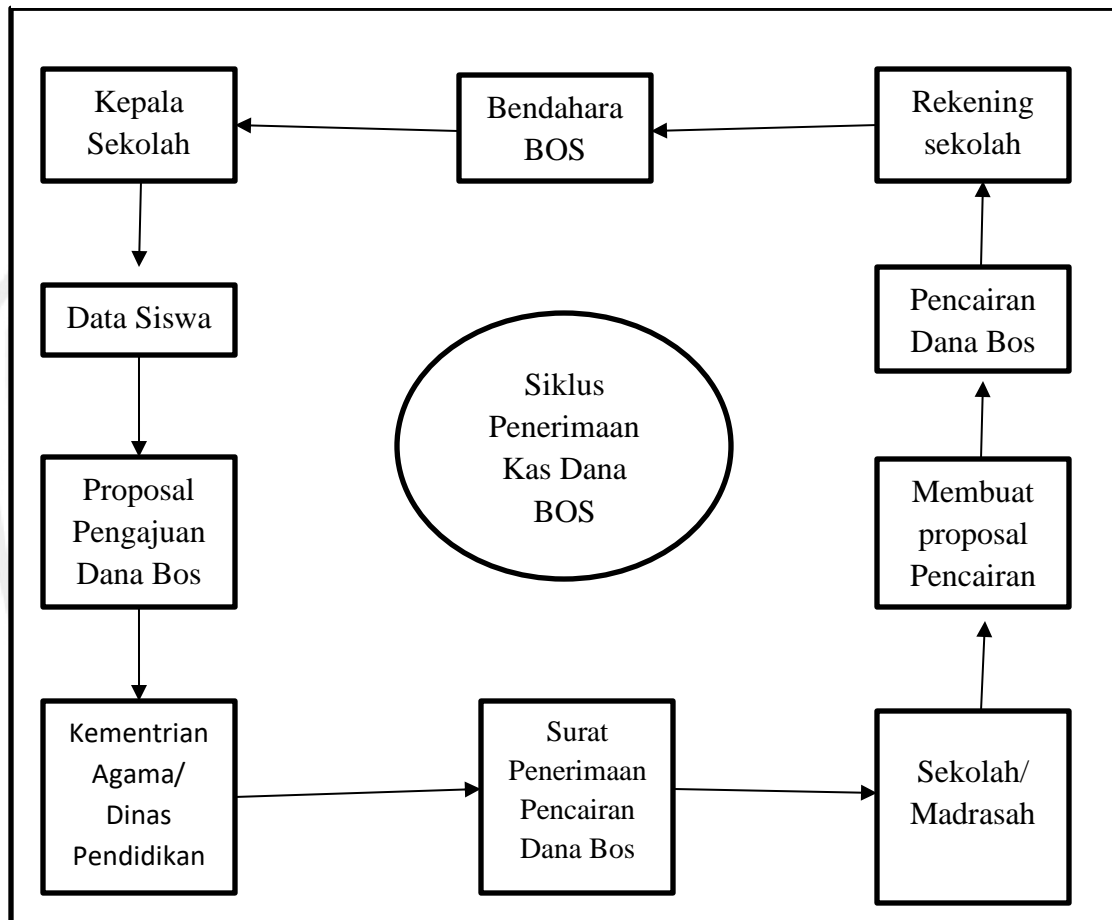 Kepala
Sekolah
Bendahara
BOS
Rekening
sekolah
Data Siswa
Pencairan
Dana Bos
Siklus
Penerimaan
Kas Dana
BOS
Proposal
Pengajuan
Dana Bos
Membuat
proposal
Pencairan
Kementrian
Agama/
Dinas
Pendidikan
Surat
Penerimaan
Pencairan
Dana Bos
Sekolah/
Madrasah